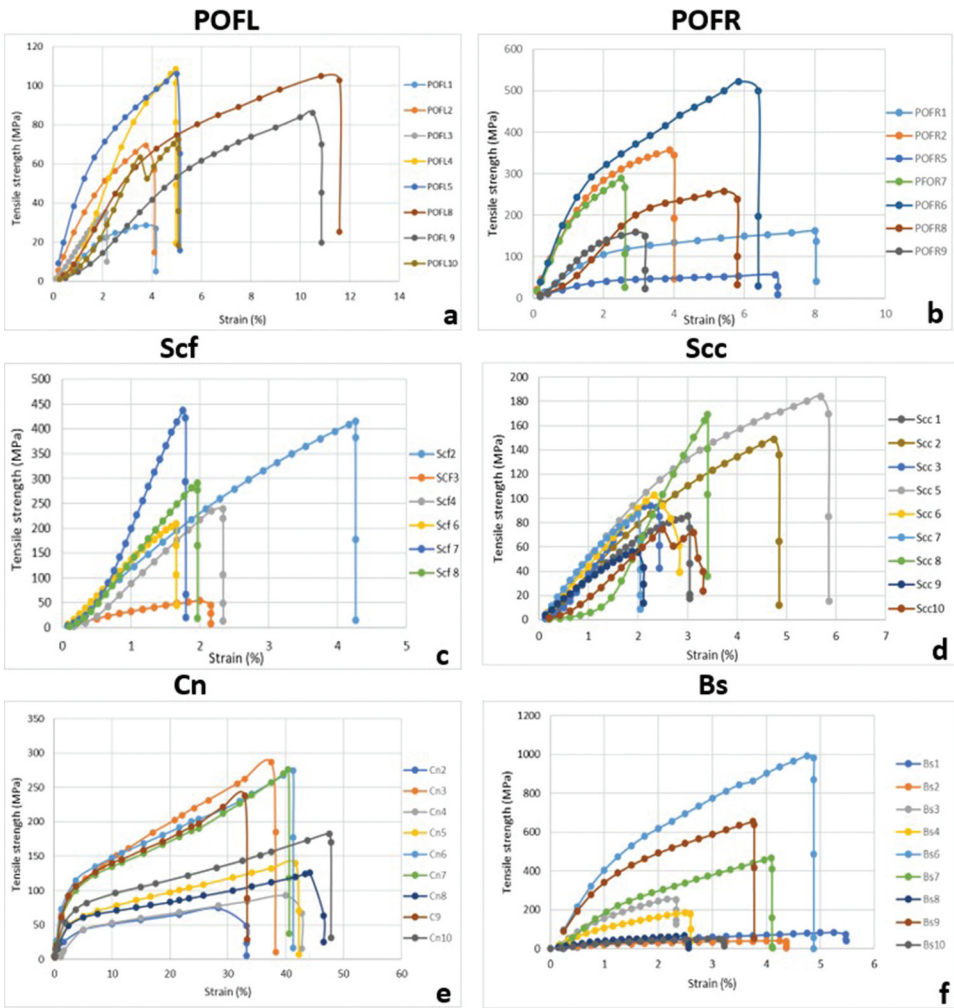 POFL
POFR
120
100
80
60
40
20
0
Tensile strength (MPa)
0 2 4 6 8 10 12 14
Strain (%)
POFL1
POFL2
POFL3
POFL4
POFL5
POFL8
POFL 9
POFL10
a
600
500
400
300
200
100
0
Tensile strength (MPa)
0 2 4 6 8 10
Strain (%)
POFR1
POFR2
POFR5
PFOR7
POFR6
POFR8
POFR9
b
Scf
Scc
500
450
400
350
300
250
200
150
100
50
0
Tensile strength (MPa)
0 1 2 3 4 5
Strain (%)
Scf2
SCF3
Scf4
Scf 6
Scf 7
Scf 8
c
200
180
160
140
120
100
80
60
40
20
0
Tensile strength (MPa)
0 1 2 3 4 5 6 7
Strain (%)
Scc 1
Scc 2
Scc 3
Scc 5
Scc 6
Scc 7
Scc 8
Scc 9
Scc10
d
Cn
Bs
350
300
250
200
150
100
50
0
Tensile strength (MPa)
0 10 20 30 40 50 60
Strain (%)
Cn2
Cn3
Cn4
Cn5
Cn6
Cn7
Cn8
C9
Cn10
e
1200
1000
800
600
400
200
0
Tensile strength (MPa)
0 1 2 3 4 5 6
Strain (%)
Bs1
Bs2
Bs3
Bs4
Bs6
Bs7
Bs8
Bs9
Bs10
f